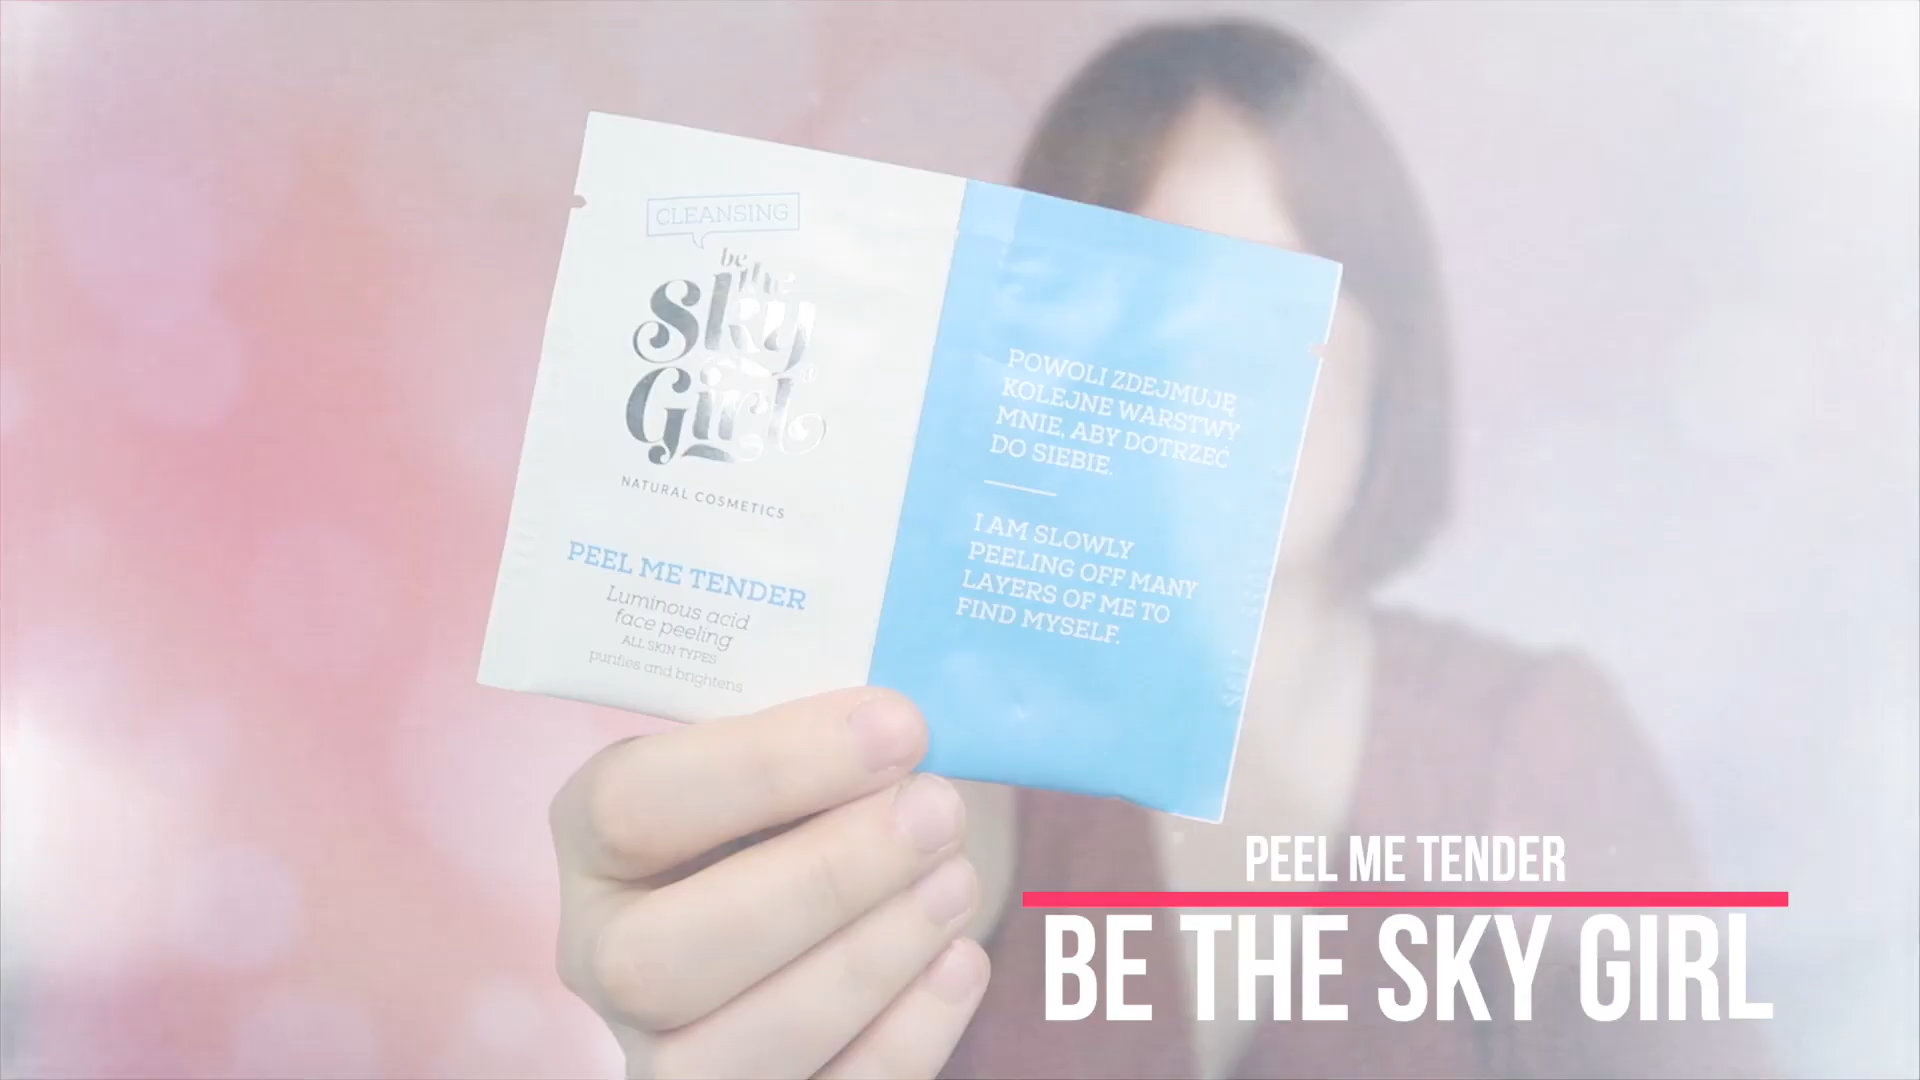 CLEANSING
be
the
Sky
Girl
NATURAL COSMETICS
PEEL ME TENDER
Luminous acid
face peeling
ALL SKIN TYPES
purifies and brightens
POWOLI ZDEJMUJĘ
KOLEJNE WARSTWY
MNIE, ABY DOTRZEĆ
DO SIEBIE.
I AM SLOWLY
PEELING OFF MANY
LAYERS OF ME TO
FIND MYSELF.
PEEL ME TENDER
BE THE SKY GIRL